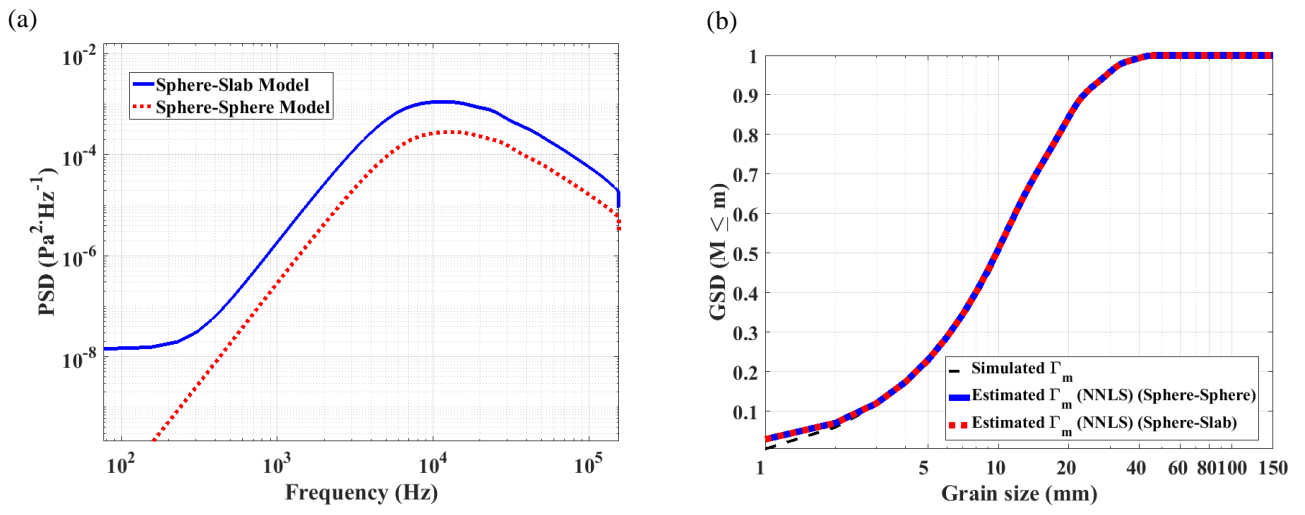 (a)
10^-2
10^-4
10^-6
10^-8
PSD (Pa^2·Hz^-1)
Sphere-Slab Model
Sphere-Sphere Model
10^2 10^3 10^4 10^5
Frequency (Hz)
(b)
1
0.9
0.8
0.7
0.6
0.5
0.4
0.3
0.2
0.1
GSD (M ≤ m)
Simulated Γ_m
Estimated Γ_m (NNLS) (Sphere-Sphere)
Estimated Γ_m (NNLS) (Sphere-Slab)
1 5 10 20 40 60 80 100 150
Grain size (mm)